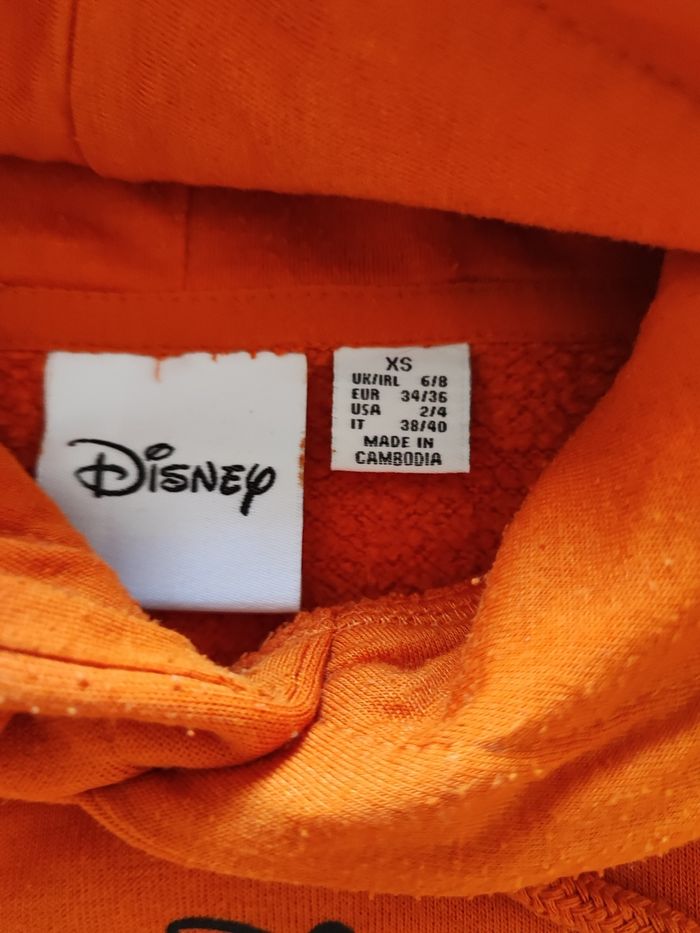 Disney
XS
UK/IRL 6/8
EUR 34/36
USA 2/4
IT 38/40
MADE IN
CAMBODIA